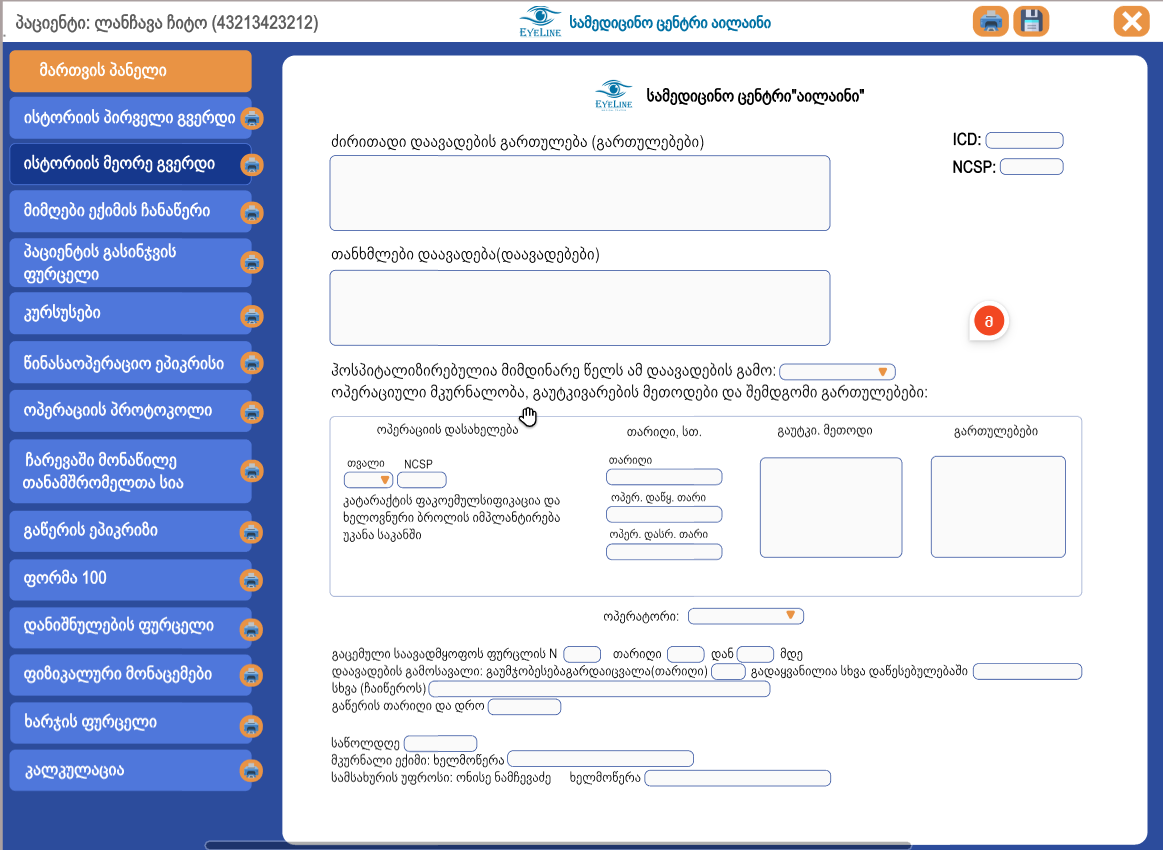 პაციენტი: ლანჩავა ჩიტო (43213423212)
EYELINE
სამედიცინო ცენტრი აილაინი
მართვის პანელი
ისტორიის პირველი გვერდი
ისტორიის მეორე გვერდი
მიმღები ექიმის ჩანაწერი
პაციენტის გასინჯვის
ფურცელი
კურსუსები
წინასაოპერაციო ეპიკრისი
ოპერაციის პროტოკოლი
ჩარევაში მონაწილე
თანამშრომელთა სია
გაწერის ეპიკრიზი
ფორმა 100
დანიშნულების ფურცელი
ფიზიკალური მონაცემები
ხარჯის ფურცელი
კალკულაცია
EYELINE
სამედიცინო ცენტრი"აილაინი"
ძირითადი დაავადების გართულება (გართულებები)
ICD:
NCSP:
თანხმლები დაავადება(დაავადებები)
მ
ჰოსპიტალიზირებულია მიმდინარე წელს ამ დაავადების გამო:
ოპერაციული მკურნალობა, გაუტკივარების მეთოდები და შემდგომი გართულებები:
ოპერაციის დასახელება
თარიღი, სთ.
გაუტკი. მეთოდი
გართულებები
თვალი NCSP
თარიღი
ოპერ. დაწყ. თარი
ოპერ. დასრ. თარი
კატარაქტის ფაკოემულსიფიკაცია და
ხელოვნური ბროლის იმპლანტირება
უკანა საკანში
ოპერატორი:
გაცემული საავადმყოფოს ფურცლის N თარიღი დან მდე
დაავადების გამოსავალი: გაუმჯობესებაგარდაიცვალა(თარიღი) გადაყვანილია სხვა დაწესებულებაში
სხვა (ჩაიწეროს)
გაწერის თარიღი და დრო
საწოლდღე
მკურნალი ექიმი: ხელმოწერა
სამსახურის უფროსი: ონისე ნამჩევაძე ხელმოწერა